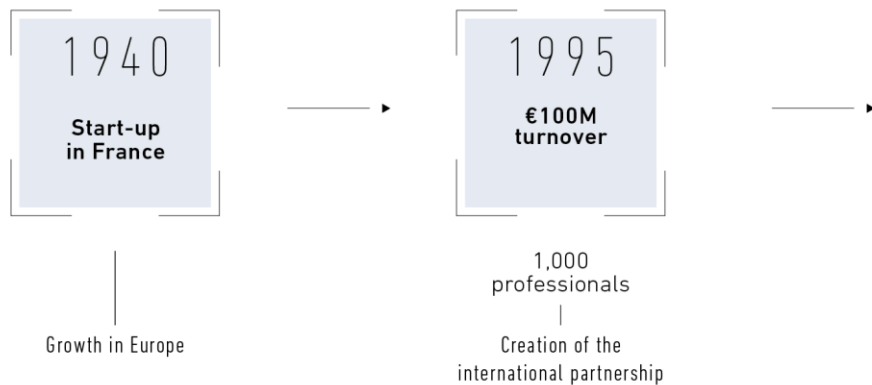 1940
Start-up
in France
Growth in Europe
1995
€100M
turnover
1,000
professionals
Creation of the
international partnership